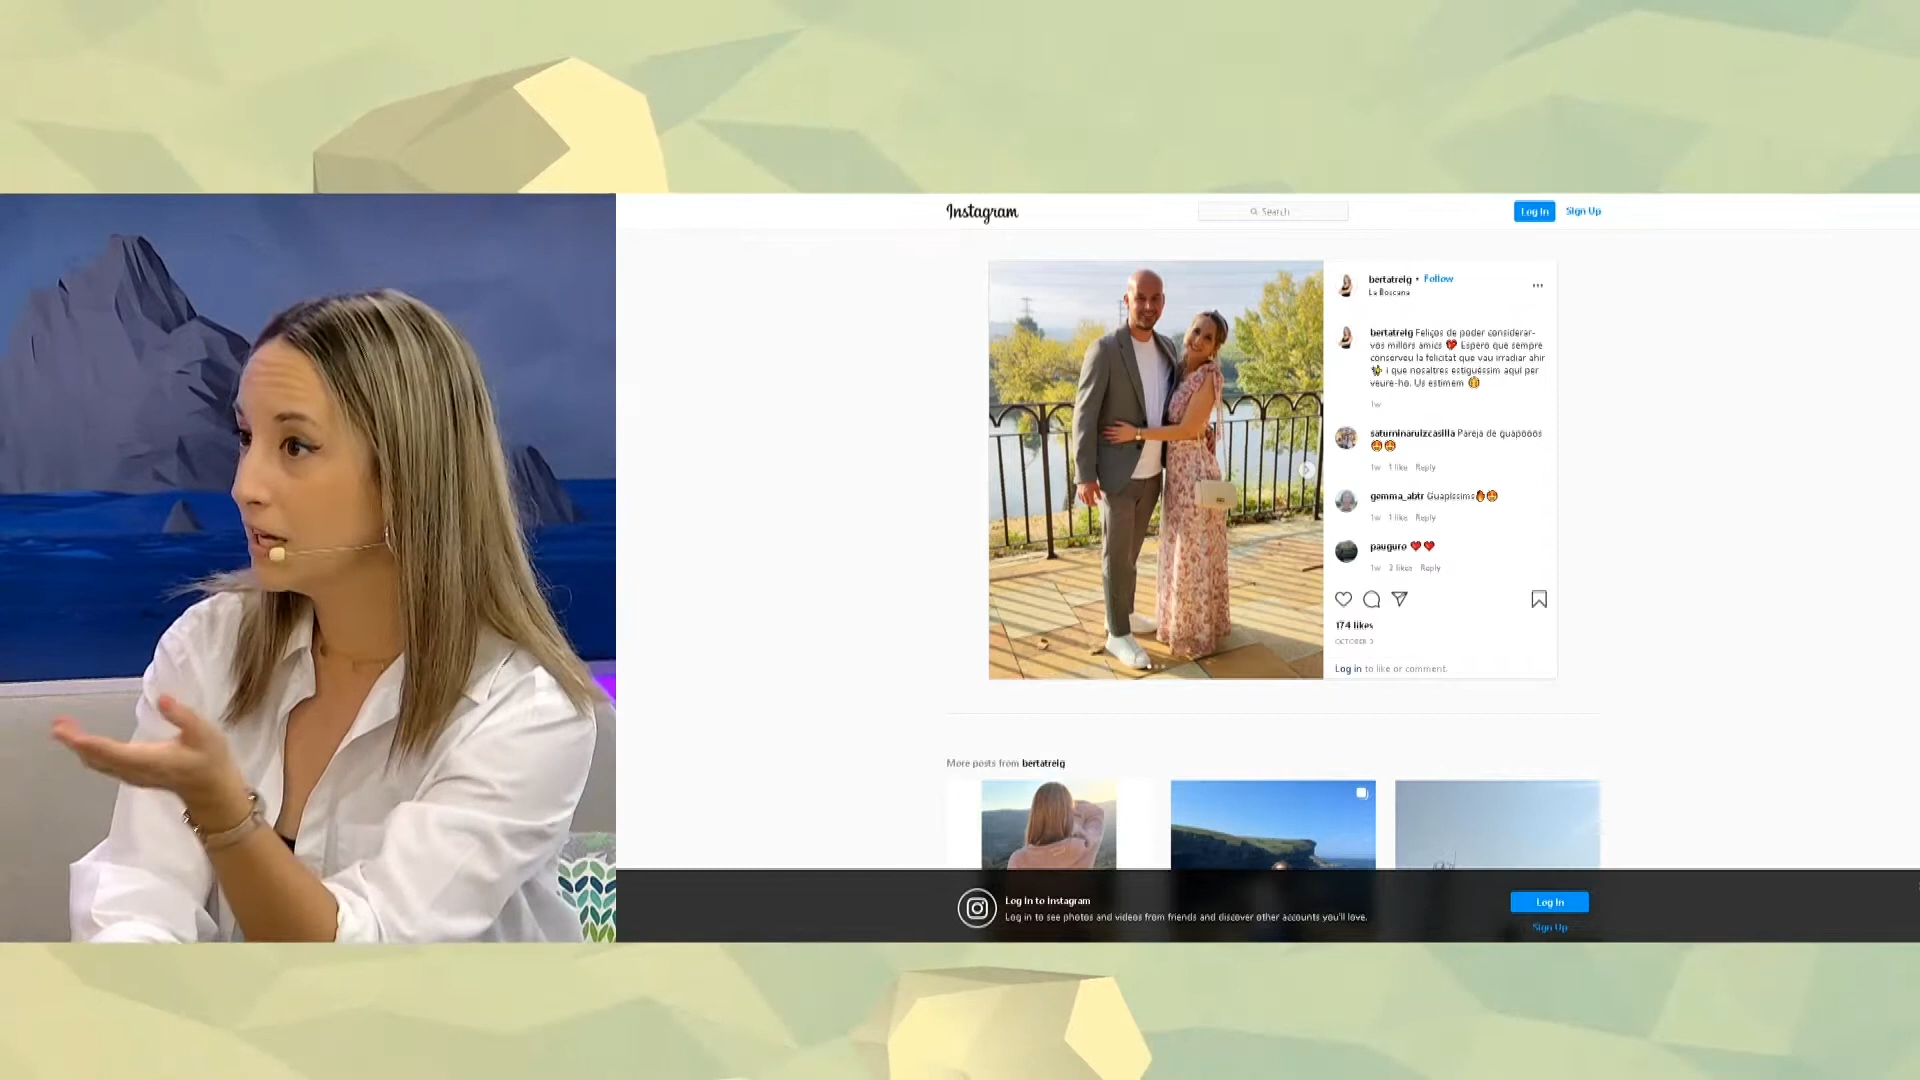 Instagram
Search
Log In
Sign Up
bertatreig • Follow
La Boscana
bertatreig Feliços de poder considerar-
vos millors amics ❤️ Espero que sempre
conserveu la felicitat que vau irradiar ahir
✨ i que nosaltres estiguéssim aquí per
veure-ho. Us estimem
1w
saturninaruizcasilla Pareja de guapooos
😍😍
1w 1 like Reply
gemma_abtr Guapissims🔥😍
1w 1 like Reply
pauguro ❤️❤️
1w 2 likes Reply
174 likes
OCTOBER 3
Log in to like or comment.
More posts from bertatreig
Log In to Instagram
Log in to see photos and videos from friends and discover other accounts you'll love.
Log In
Sign Up